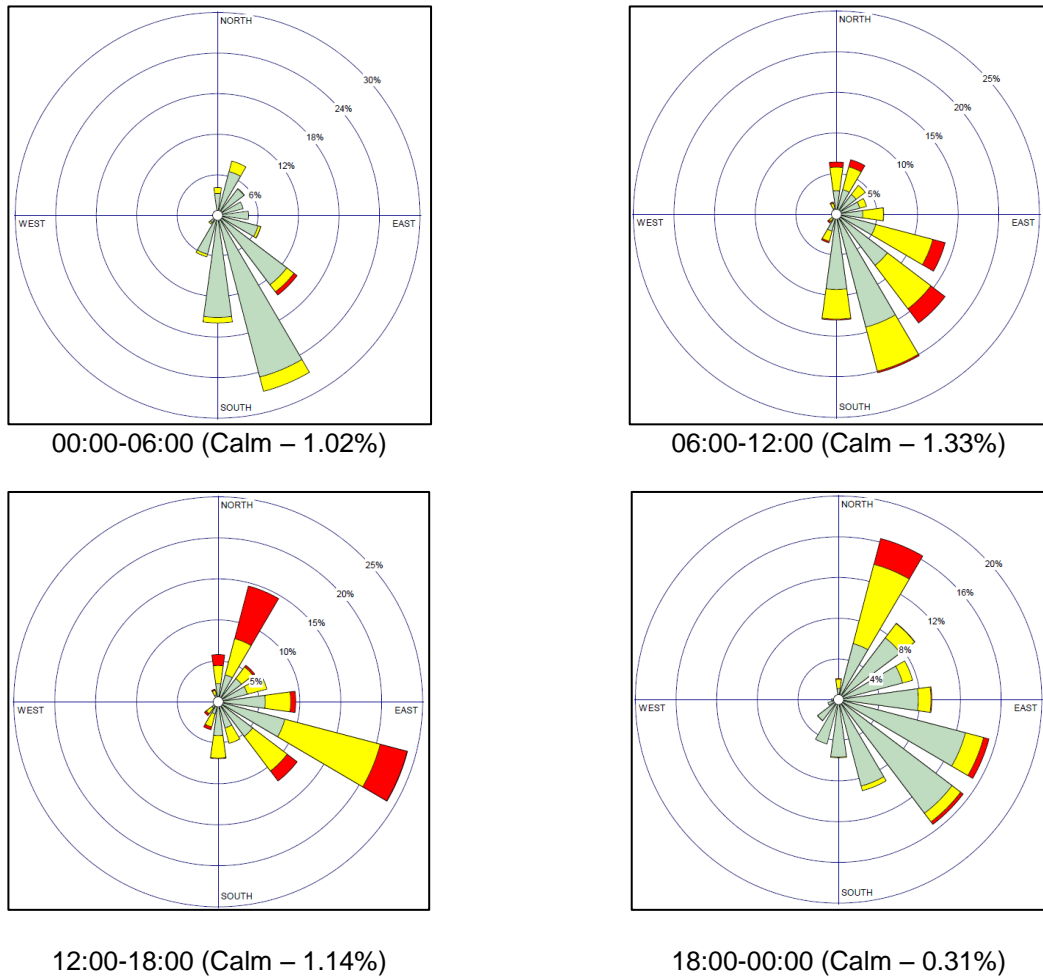 NORTH
30%
24%
18%
12%
6%
WEST
EAST
SOUTH
00:00-06:00 (Calm – 1.02%)
NORTH
25%
20%
15%
10%
5%
WEST
EAST
SOUTH
06:00-12:00 (Calm – 1.33%)
NORTH
25%
20%
15%
10%
5%
WEST
EAST
SOUTH
12:00-18:00 (Calm – 1.14%)
NORTH
20%
16%
12%
8%
4%
WEST
EAST
SOUTH
18:00-00:00 (Calm – 0.31%)